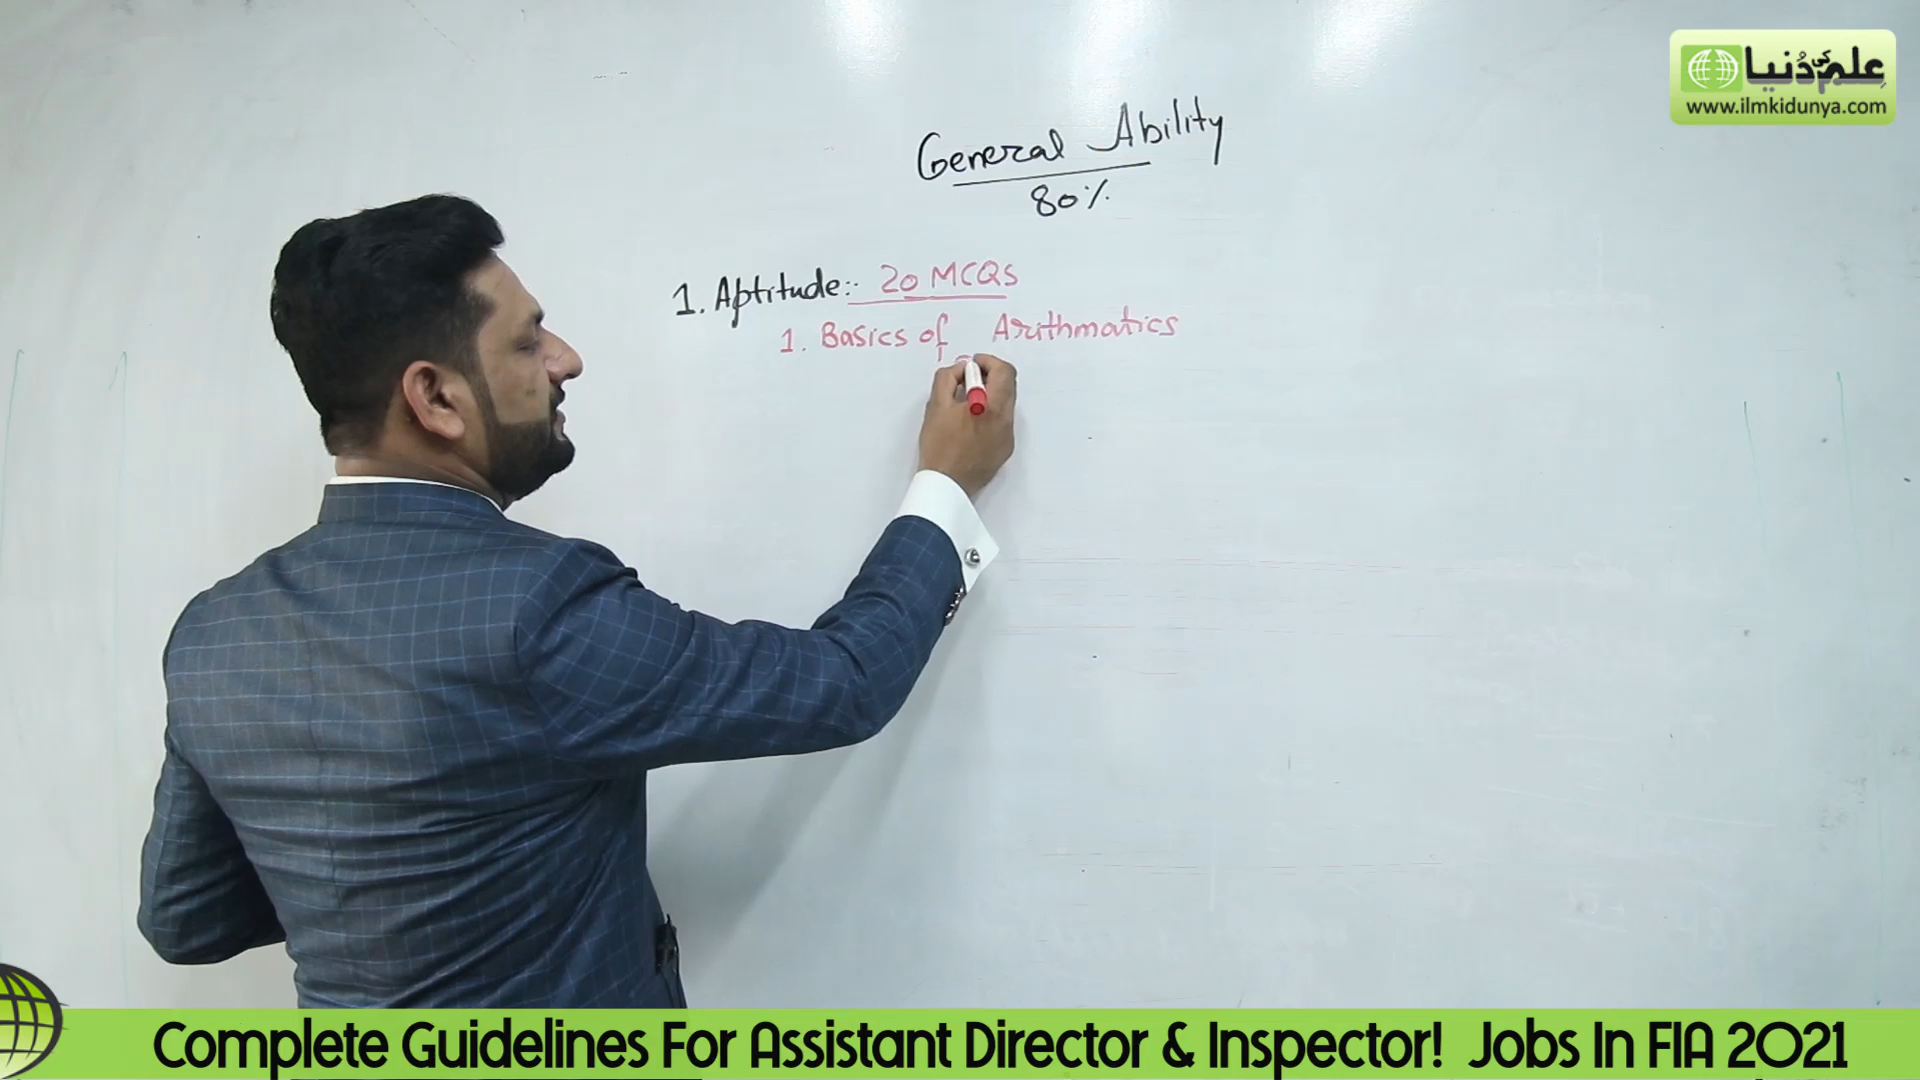 علم کی دُنیا
www.ilmkidunya.com
General Ability
80%
1. Aptitude:- 20 MCQS
1. Basics of Arithmatics
Complete Guidelines For Assistant Director & Inspector! Jobs In FIA 2021